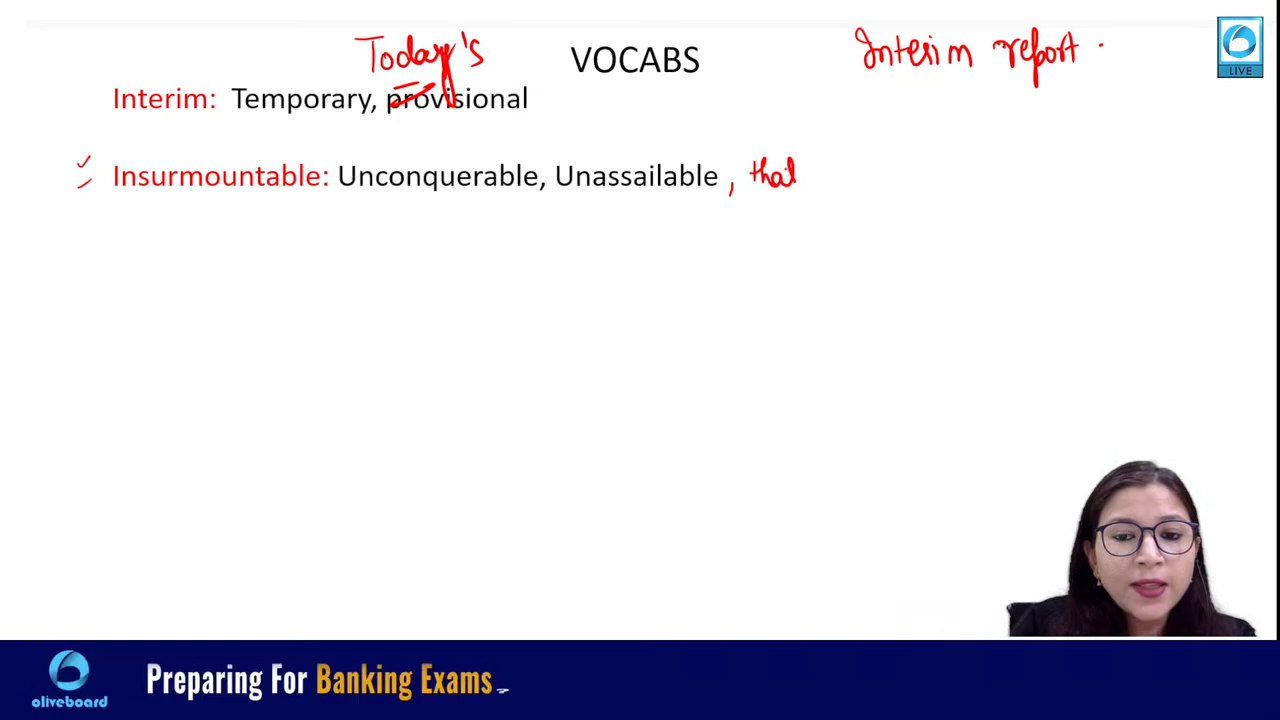 Today's VOCABS Interim report.
LIVE
Interim: Temporary, provisional
Insurmountable: Unconquerable, Unassailable, that
Preparing For Banking Exams
oliveboard